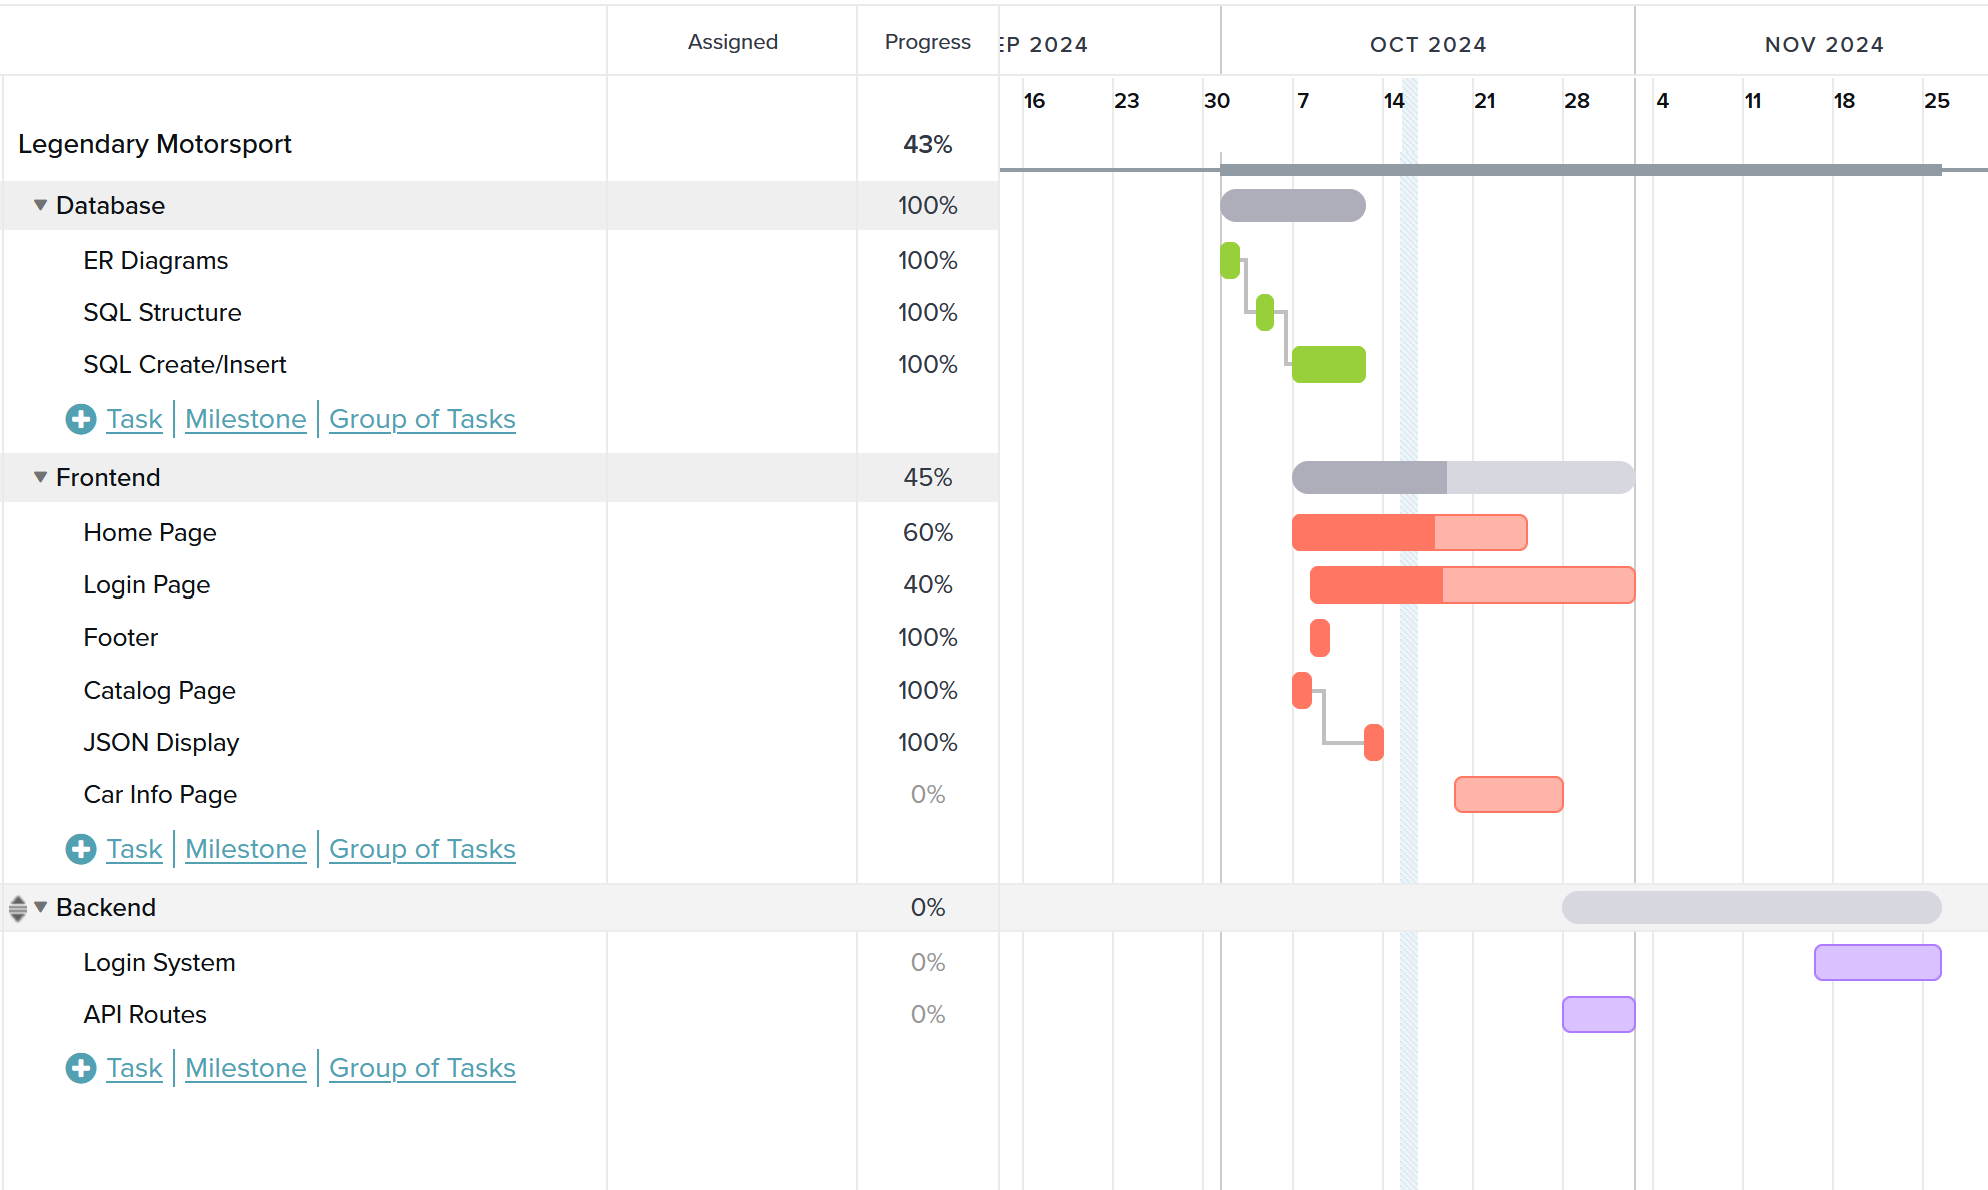 Assigned Progress EP 2024 OCT 2024 NOV 2024
16 23 30 7 14 21 28 4 11 18 25
Legendary Motorsport 43%
Database 100%
ER Diagrams 100%
SQL Structure 100%
SQL Create/Insert 100%
Task Milestone Group of Tasks
Frontend 45%
Home Page 60%
Login Page 40%
Footer 100%
Catalog Page 100%
JSON Display 100%
Car Info Page 0%
Task Milestone Group of Tasks
Backend 0%
Login System 0%
API Routes 0%
Task Milestone Group of Tasks